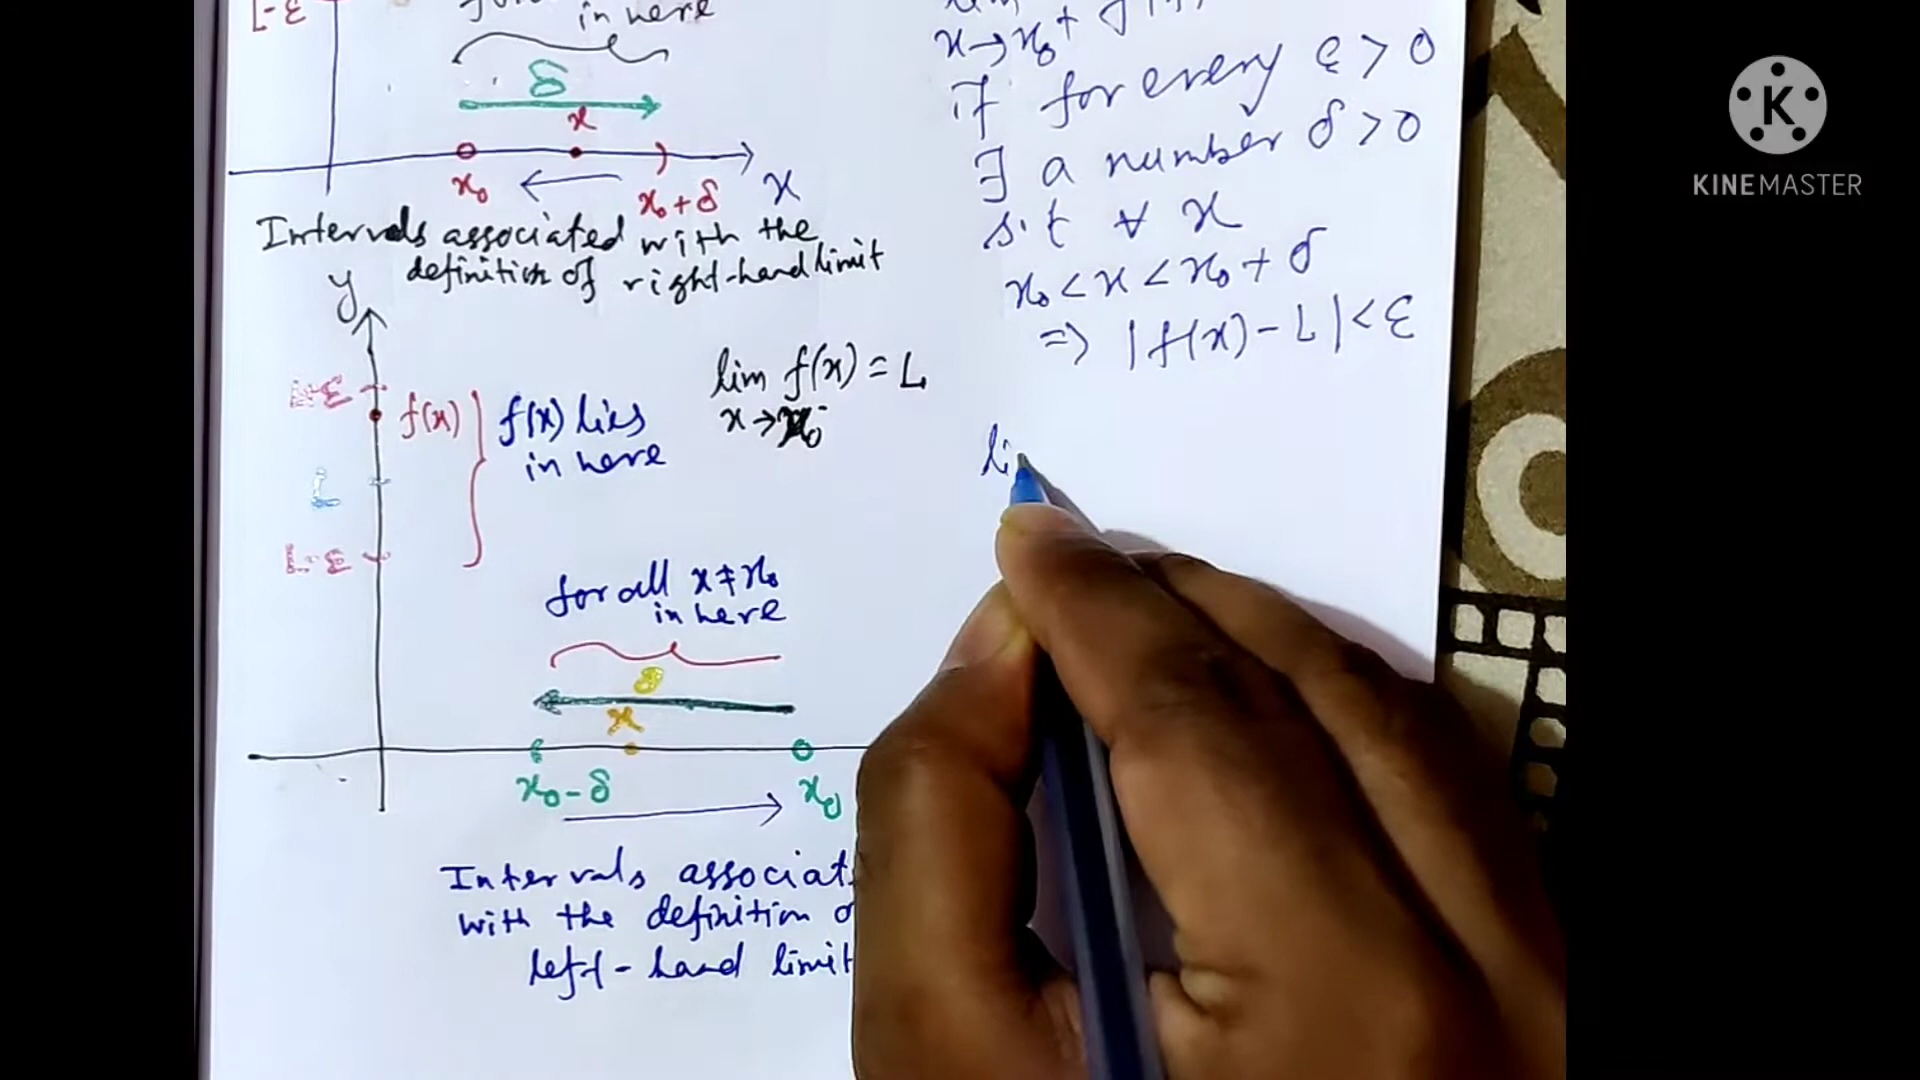 L-ε
in here
δ
x
x₀
x₀+δ
x
Intervals associated with the
definition of right-hand limit
x→x₀+
if for every ε>0
∃ a number δ>0
s.t ∀ x
x₀<x<x₀+δ
=> |f(x)-L|<ε
y
f(x)
f(x) lies
in here
L
L-ε
lim f(x)=L
x→x₀-
li
for all x≠x₀
in here
δ
x
x₀-δ
x₀
Intervals associat
with the definition o
left-hand limit
KINEMASTER